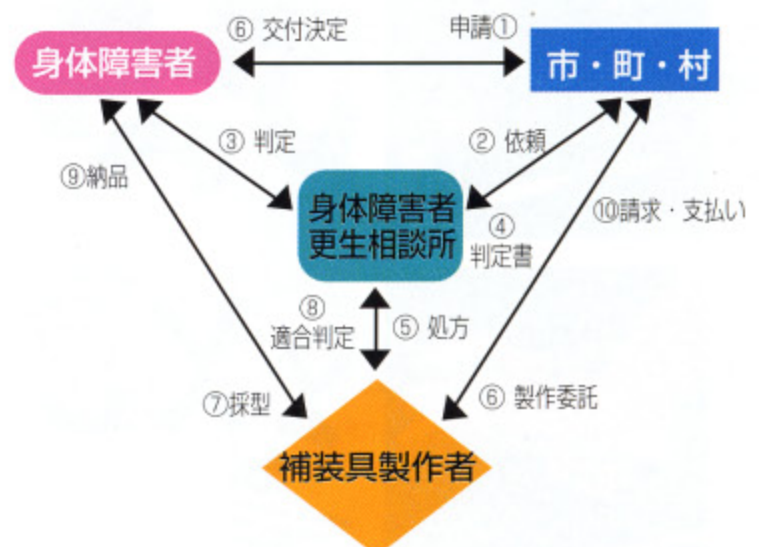 ⑥ 交付決定
申請①
身体障害者
市・町・村
③ 判定
② 依頼
⑨納品
身体障害者
更生相談所
④
判定書
⑩請求・支払い
⑧
適合判定
⑤ 処方
⑦採型
⑥ 製作委託
補装具製作者